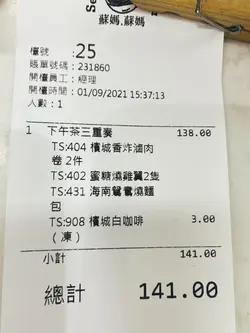 蘇媽.蘇媽
檯號 : 25
賬單號碼 : 231860
開檯員工 : 經理
開檯時間 : 01/09/2021 15:37:13
人數 : 1
1 下午茶三重奏 138.00
TS:404 檳城香炸滷肉
卷 2件
TS:402 蜜糖燒雞翼2隻
TS:431 海南鴛鴦燒麵
包
TS:908 檳城白咖啡 3.00
(凍)
小計 141.00
總計 141.00